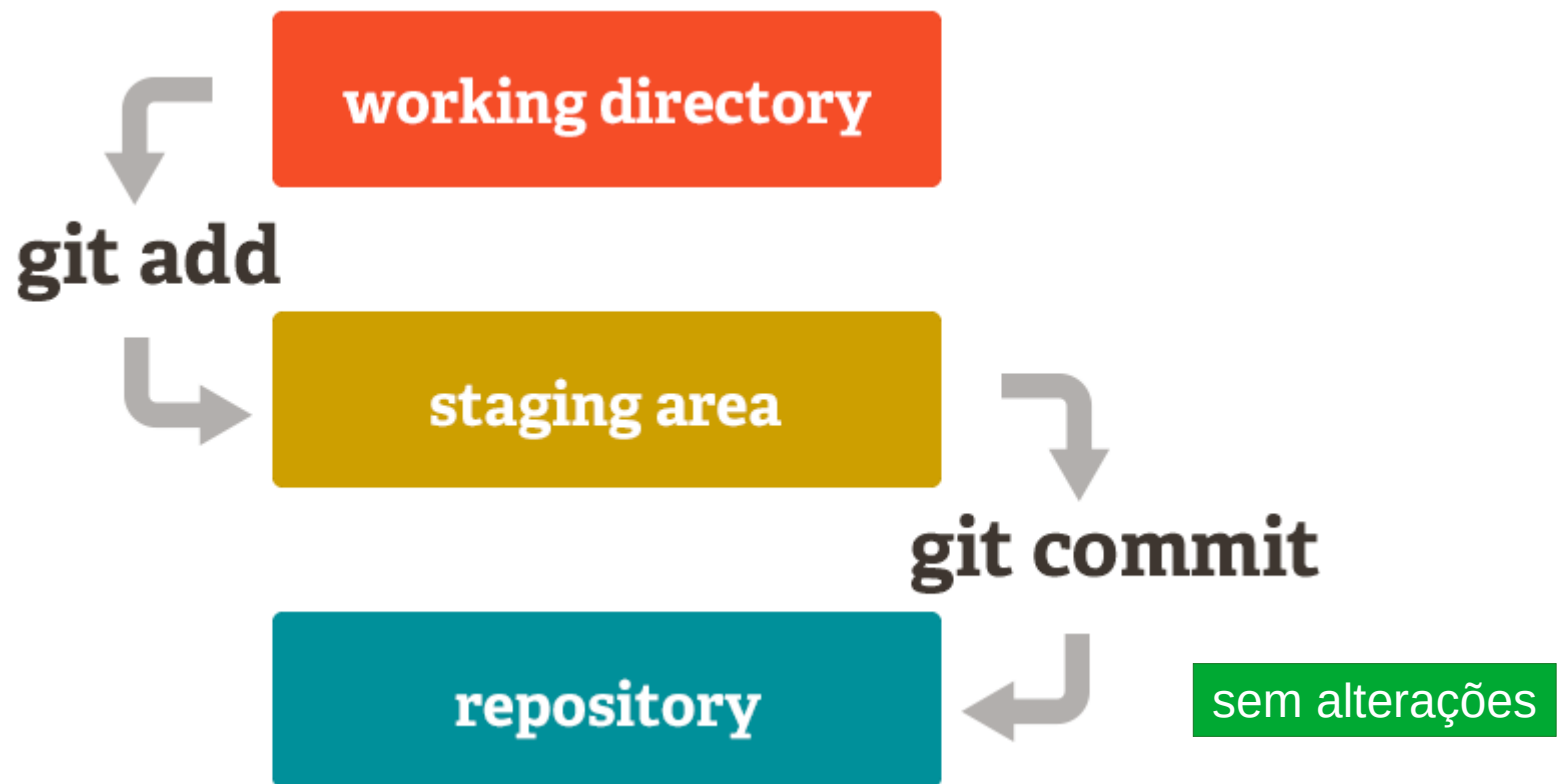 working directory
git add
staging area
git commit
repository
sem alterações